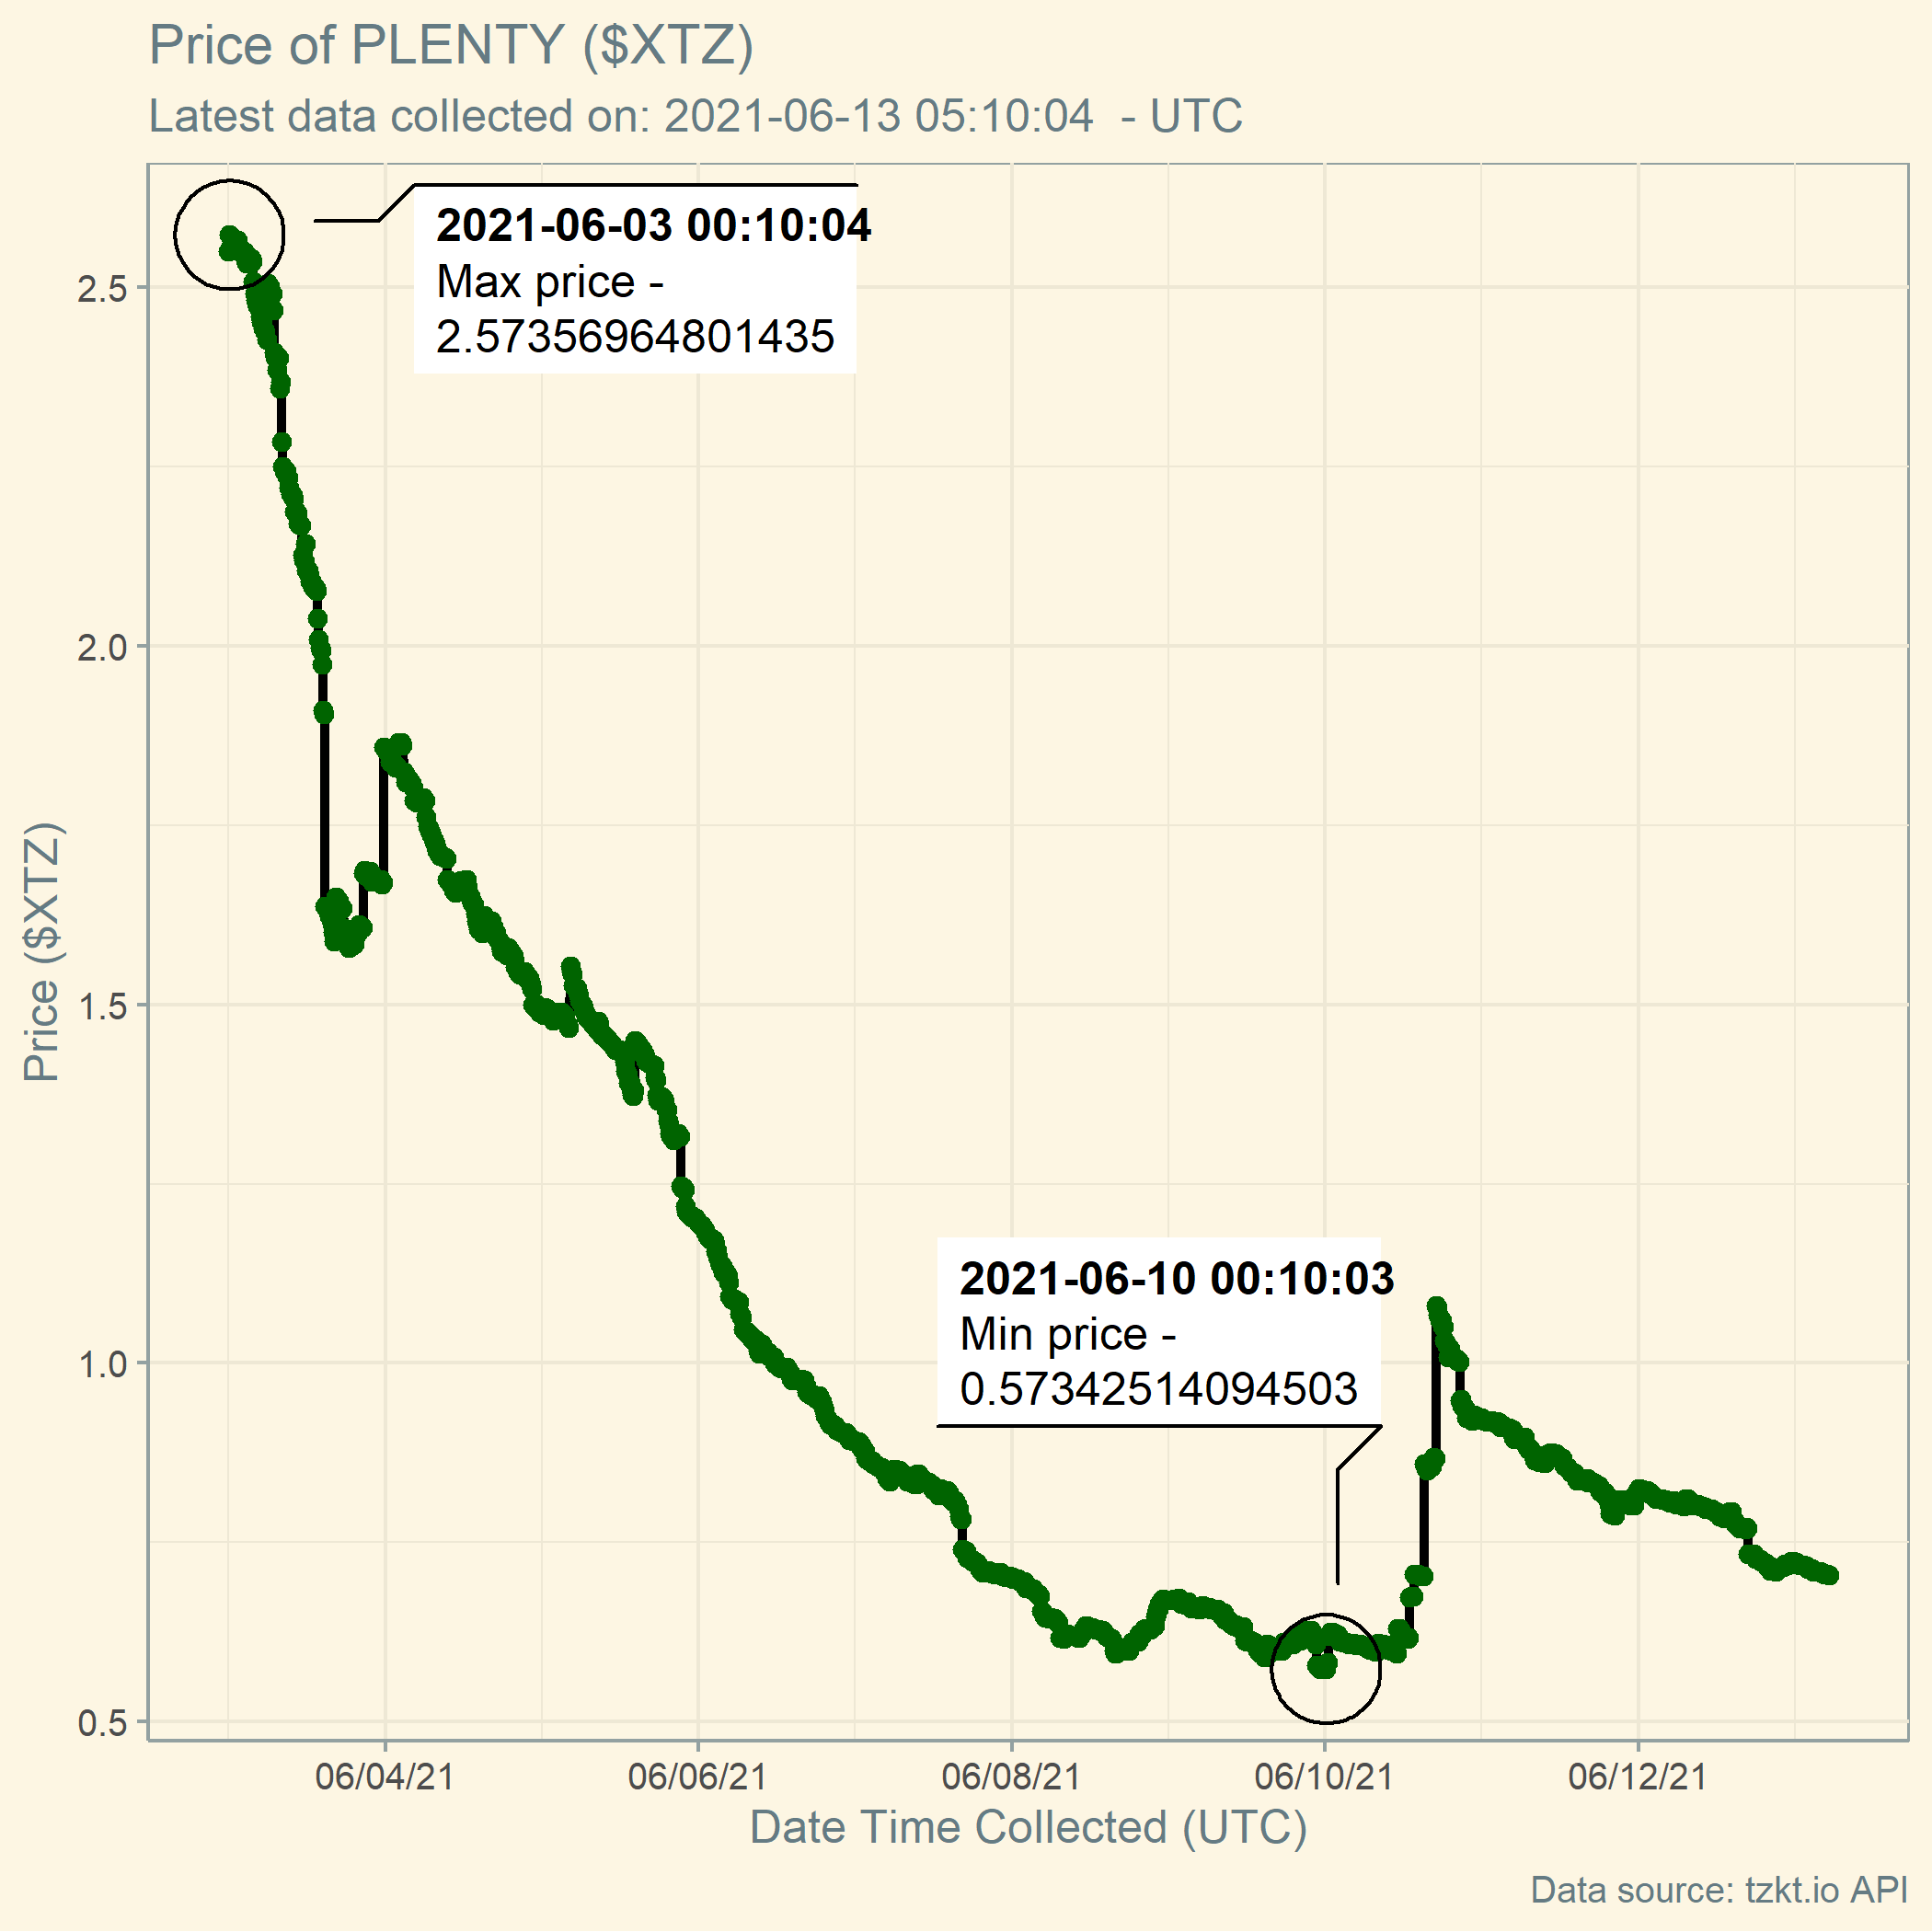 Price of PLENTY ($XTZ)
Latest data collected on: 2021-06-13 05:10:04  - UTC
2021-06-03 00:10:04
Max price -
2.57356964801435
2.5
2.0
1.5
1.0
0.5
Price ($XTZ)
2021-06-10 00:10:03
Min price -
0.57342514094503
06/04/21
06/06/21
06/08/21
06/10/21
06/12/21
Date Time Collected (UTC)
Data source: tzkt.io API